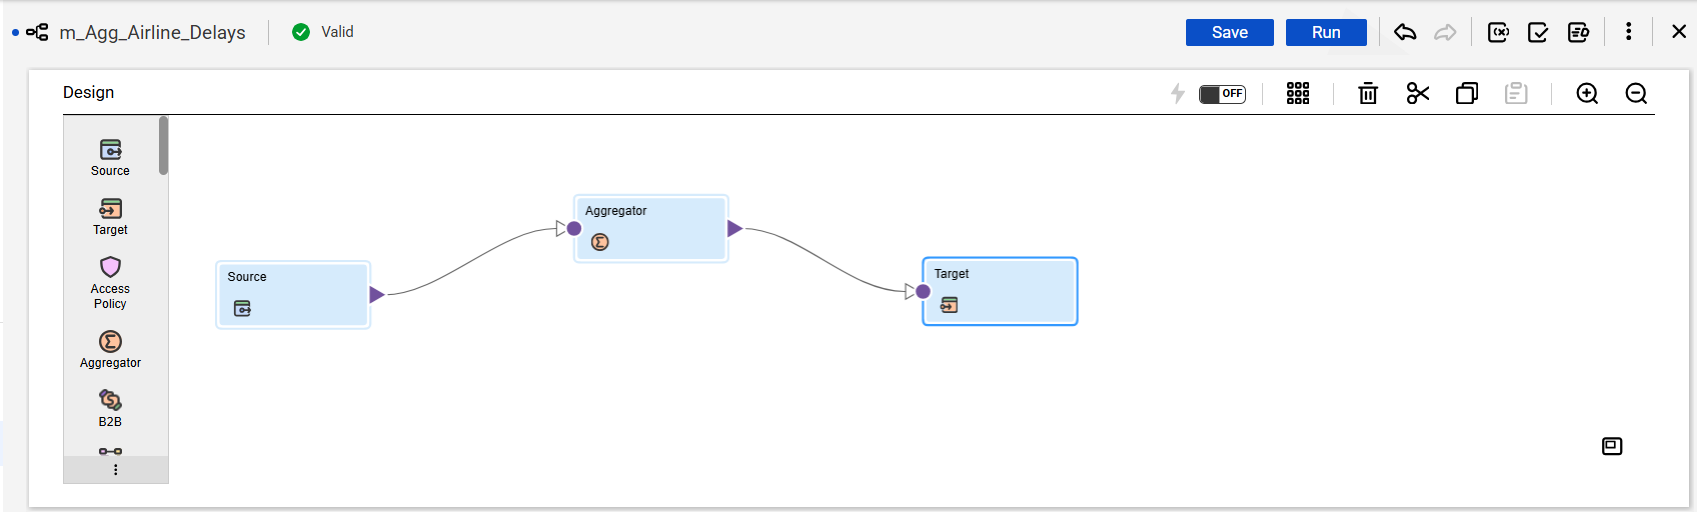 m_Agg_Airline_Delays
Valid
Save
Run
Design
OFF
Source
Target
Access
Policy
Aggregator
B2B
Source
Aggregator
Target